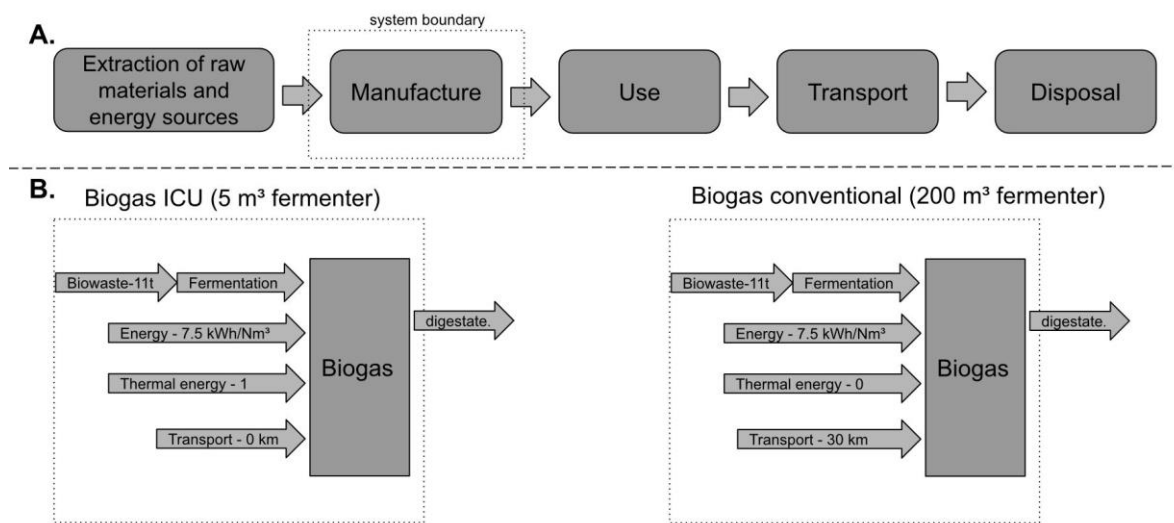 system boundary
A.
Extraction of raw
materials and
energy sources
Manufacture
Use
Transport
Disposal
B.
Biogas ICU (5 m³ fermenter)
Biowaste-11t
Fermentation
Energy - 7.5 kWh/Nm³
Thermal energy - 1
Transport - 0 km
Biogas
digestate.
Biogas conventional (200 m³ fermenter)
Biowaste-11t
Fermentation
Energy - 7.5 kWh/Nm³
Thermal energy - 0
Transport - 30 km
Biogas
digestate.